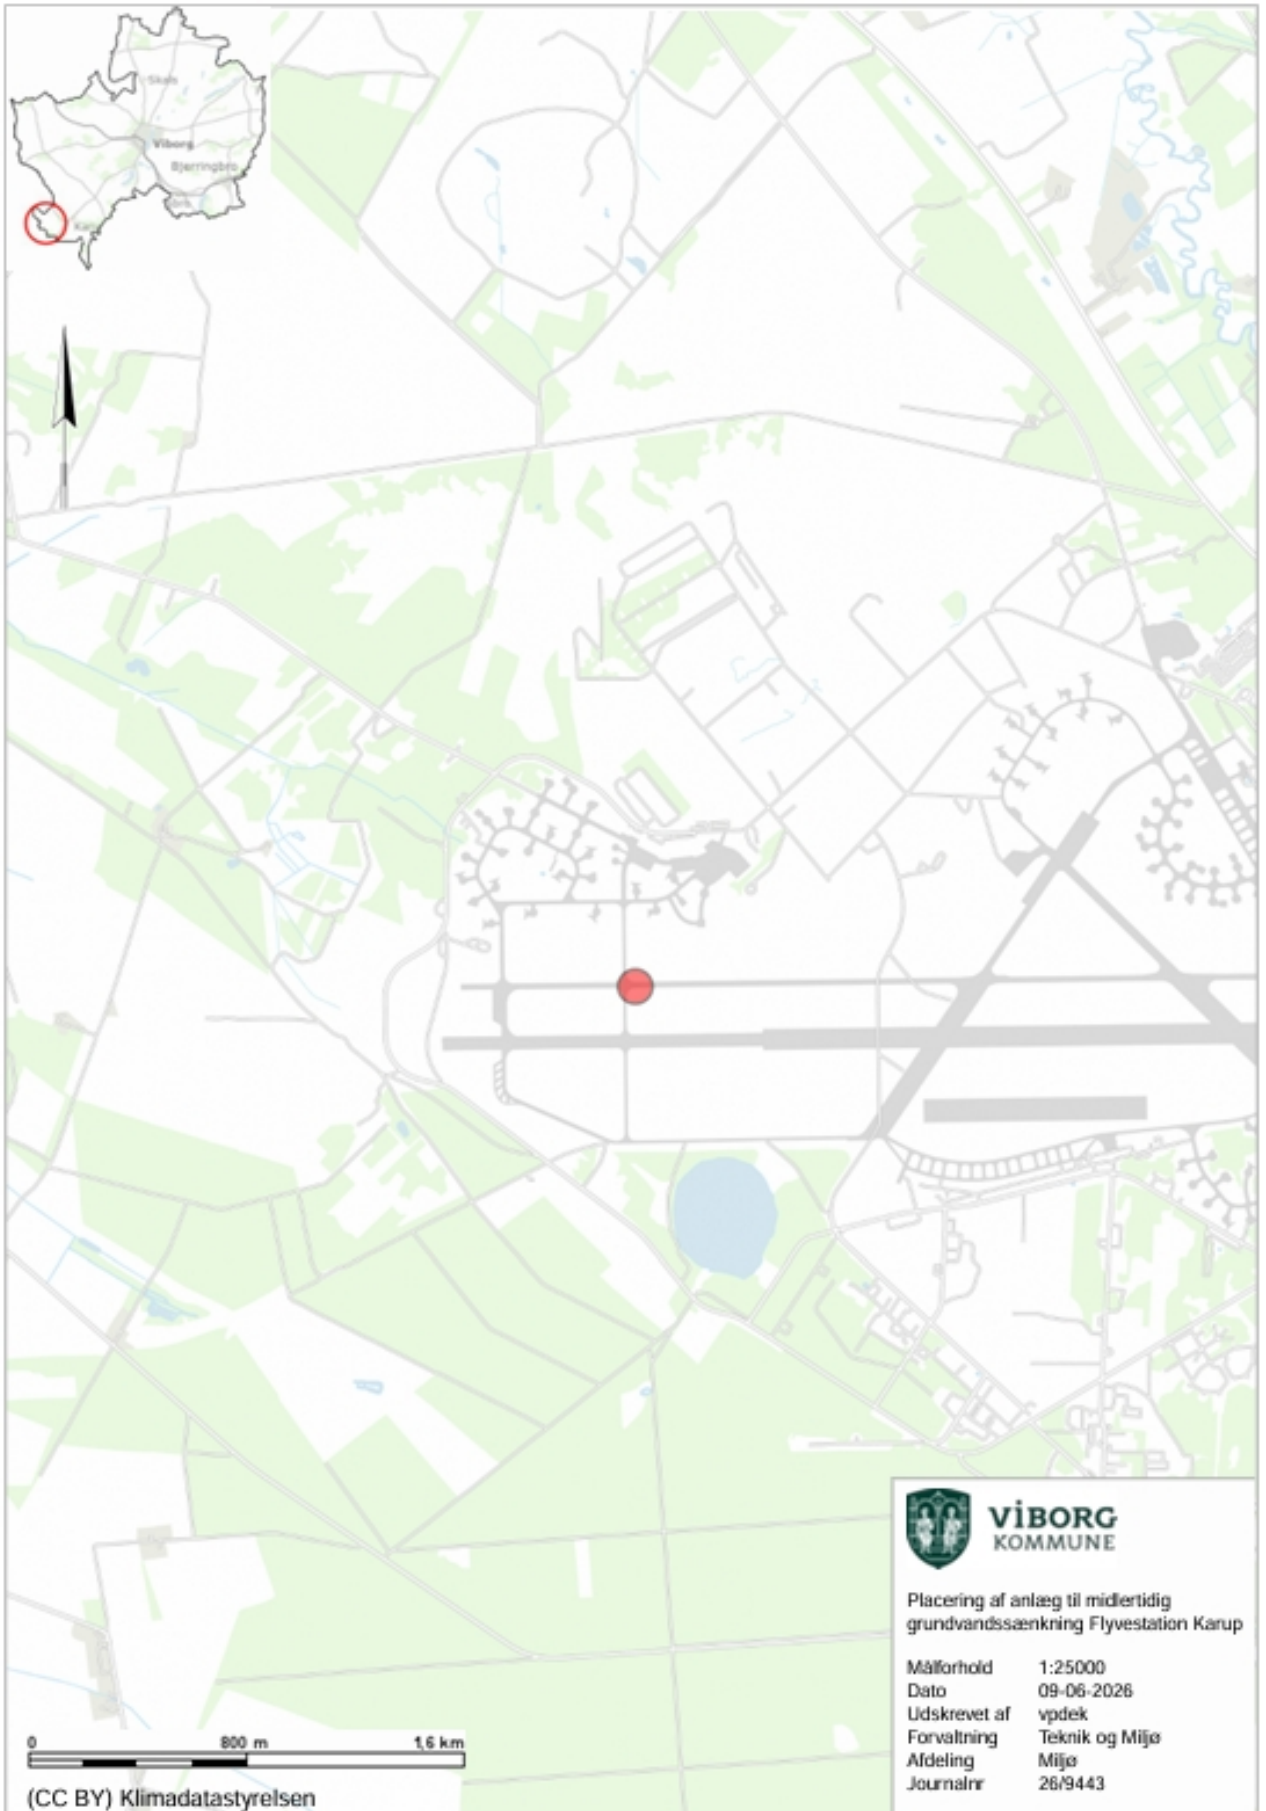 Viborg
Bjerringbro
0 800 m 1,6 km
(CC BY) Klimadatastyrelsen
VIBORG
KOMMUNE
Placering af anlæg til midlertidig
grundvandssænkning Flyvestation Karup
Målforhold 1:25000
Dato 09-06-2026
Udskrevet af vpdek
Forvaltning Teknik og Miljø
Afdeling Miljø
Journalnr 26/9443